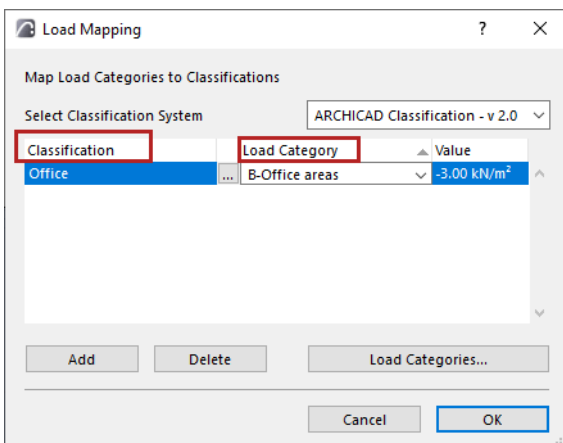 Load Mapping ? ×
Map Load Categories to Classifications
Select Classification System ARCHICAD Classification - v 2.0
Classification Load Category Value
Office ... B-Office areas -3.00 kN/m²
Add Delete Load Categories...
Cancel OK